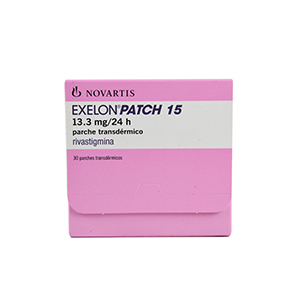 NOVARTIS
EXELON® PATCH 15
13.3 mg/24 h
parche transdérmico
rivastigmina
30 parches transdérmicos